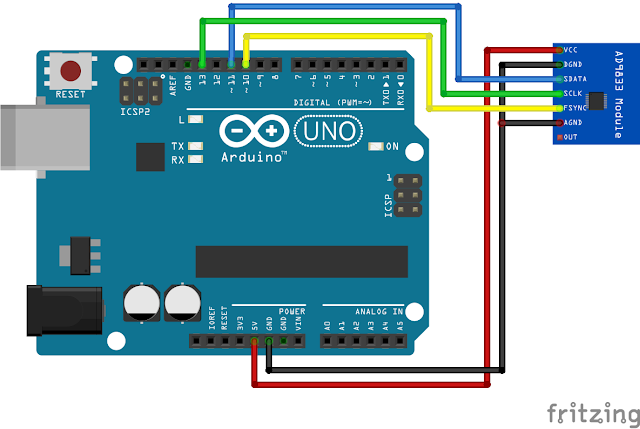 RESET
ICSP2
AREF
GND
13
12
~11
~10
~9
8
7
~6
~5
4
~3
2
TX0▶1
RX0◀0
DIGITAL (PWM=~)
L
TX
RX
UNO
Arduino™
ON
1
ICSP
POWER
ANALOG IN
IOREF
RESET
3V3
5V
GND
GND
VIN
A0
A1
A2
A3
A4
A5
VCC
DGND
SDATA
SCLK
FSYNC
AGND
OUT
AD9833 Module
fritzing